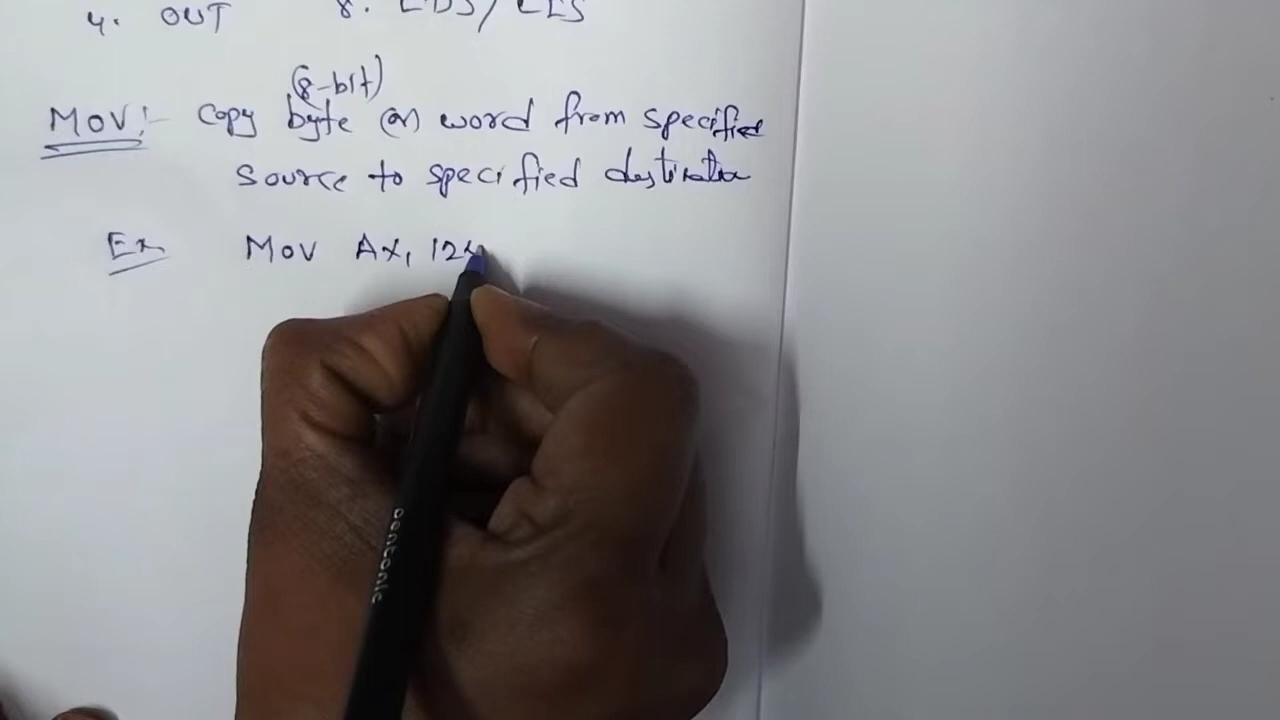 4. OUT 8. LDS/LES
(8-bit)
MOV:- Copy byte (or) word from specified
source to specified destination
Ex Mov Ax, 12
pentonic